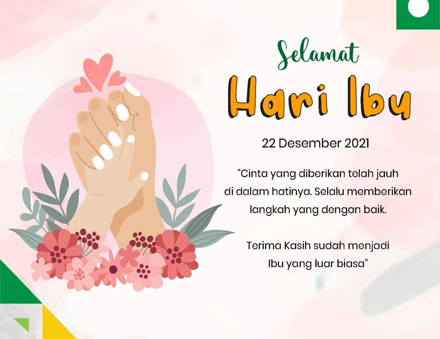 Selamat
Hari Ibu
22 Desember 2021
"Cinta yang diberikan telah jauh
di dalam hatinya. Selalu memberikan
langkah yang dengan baik.
Terima Kasih sudah menjadi
Ibu yang luar biasa"